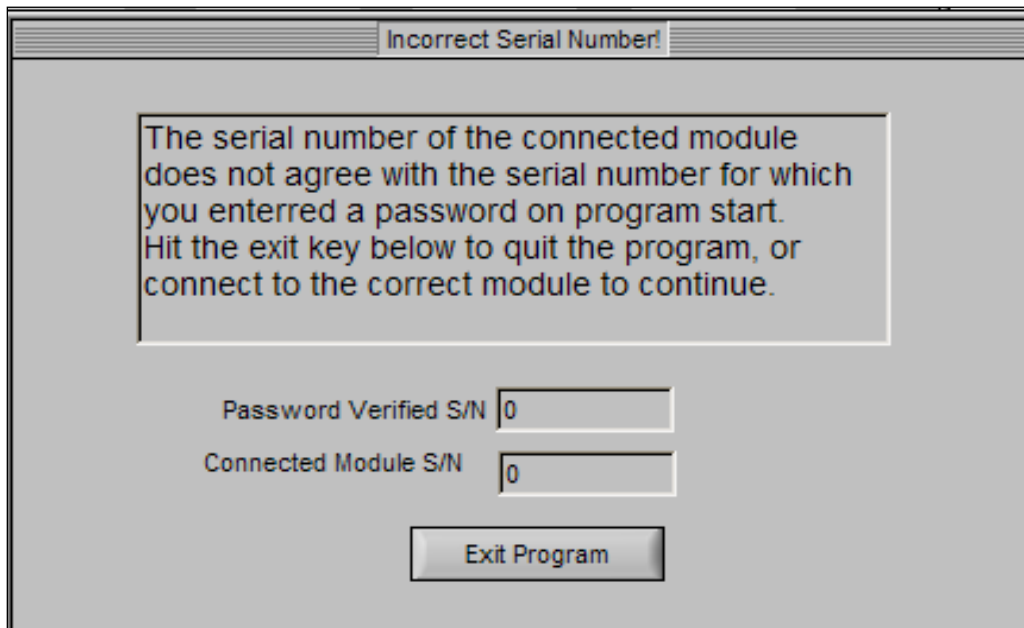 Incorrect Serial Number!
The serial number of the connected module
does not agree with the serial number for which
you enterred a password on program start.
Hit the exit key below to quit the program, or
connect to the correct module to continue.
Password Verified S/N 0
Connected Module S/N 0
Exit Program